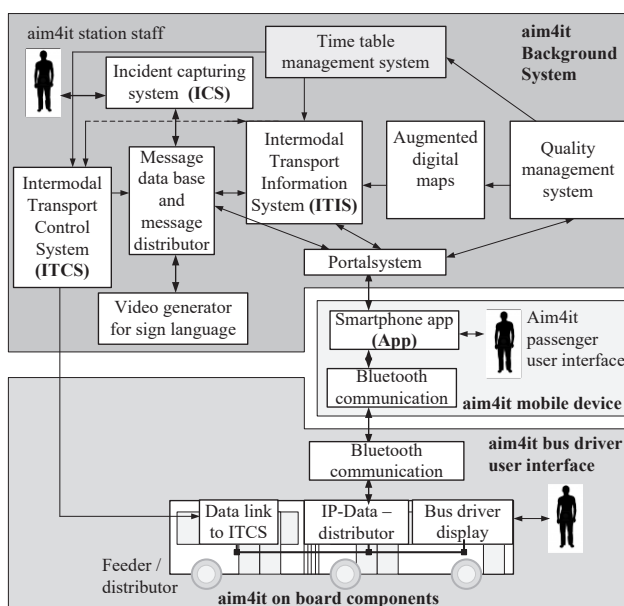 aim4it station staff
Time table
management system
aim4it
Background
System
Incident capturing
system (ICS)
Intermodal
Transport
Control
System
(ITCS)
Message
data base
and
message
distributor
Intermodal
Transport
Information
System (ITIS)
Augmented
digital
maps
Quality
management
system
Portalsystem
Video generator
for sign language
Smartphone app
(App)
Aim4it
passenger
user interface
Bluetooth
communication
aim4it mobile device
Bluetooth
communication
aim4it bus driver
user interface
Data link
to ITCS
IP-Data –
distributor
Bus driver
display
Feeder /
distributor
aim4it on board components